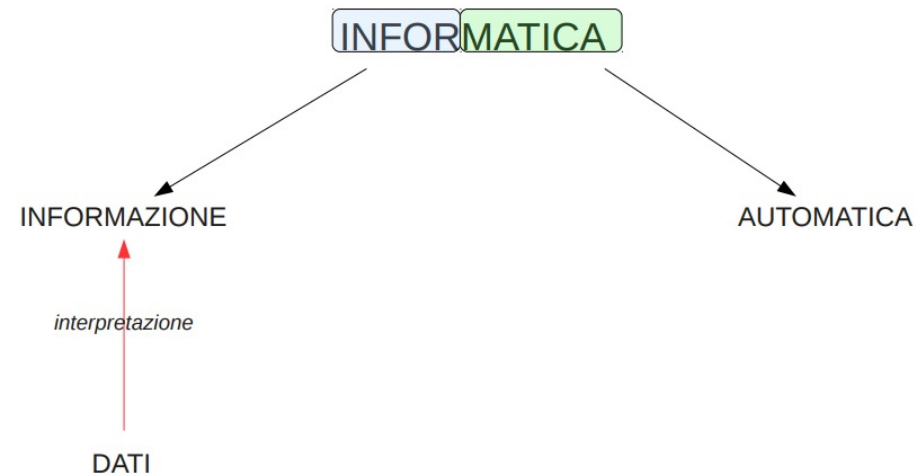 INFORMATICA
INFORMAZIONE
AUTOMATICA
interpretazione
DATI